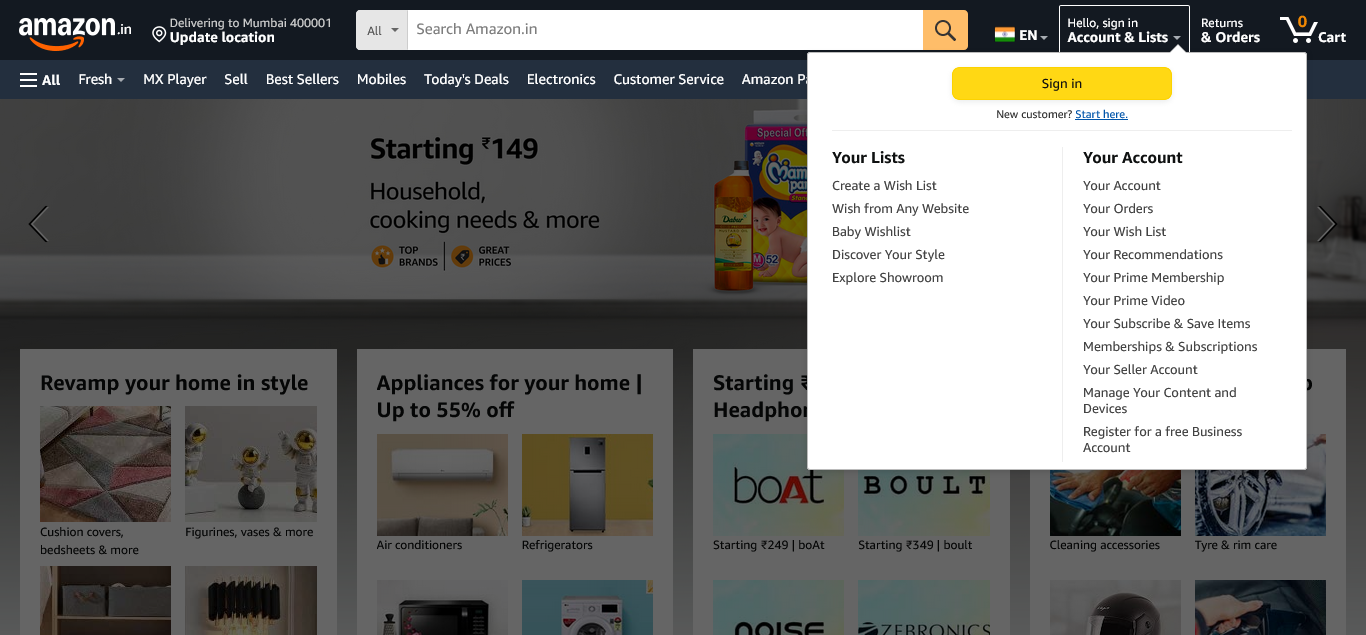 amazon.in
Delivering to Mumbai 400001
Update location
All
Search Amazon.in
EN
Hello, sign in
Account & Lists
Returns
& Orders
0
Cart
All
Fresh
MX Player
Sell
Best Sellers
Mobiles
Today's Deals
Electronics
Customer Service
Amazon
Sign in
New customer? Start here.
Your Lists
Create a Wish List
Wish from Any Website
Baby Wishlist
Discover Your Style
Explore Showroom
Your Account
Your Account
Your Orders
Your Wish List
Your Recommendations
Your Prime Membership
Your Prime Video
Your Subscribe & Save Items
Memberships & Subscriptions
Your Seller Account
Manage Your Content and
Devices
Register for a free Business
Account
Starting ₹149
Household,
cooking needs & more
TOP
BRANDS
GREAT
PRICES
Special
Dabur
M 52
Revamp your home in style
Cushion covers,
bedsheets & more
Figurines, vases & more
Appliances for your home |
Up to 55% off
Air conditioners
Refrigerators
Starting
boAt
BOULT
Starting ₹249 | boAt
Starting ₹349 | boult
noise
ZEBRONICS
Cleaning accessories
Tyre & rim care